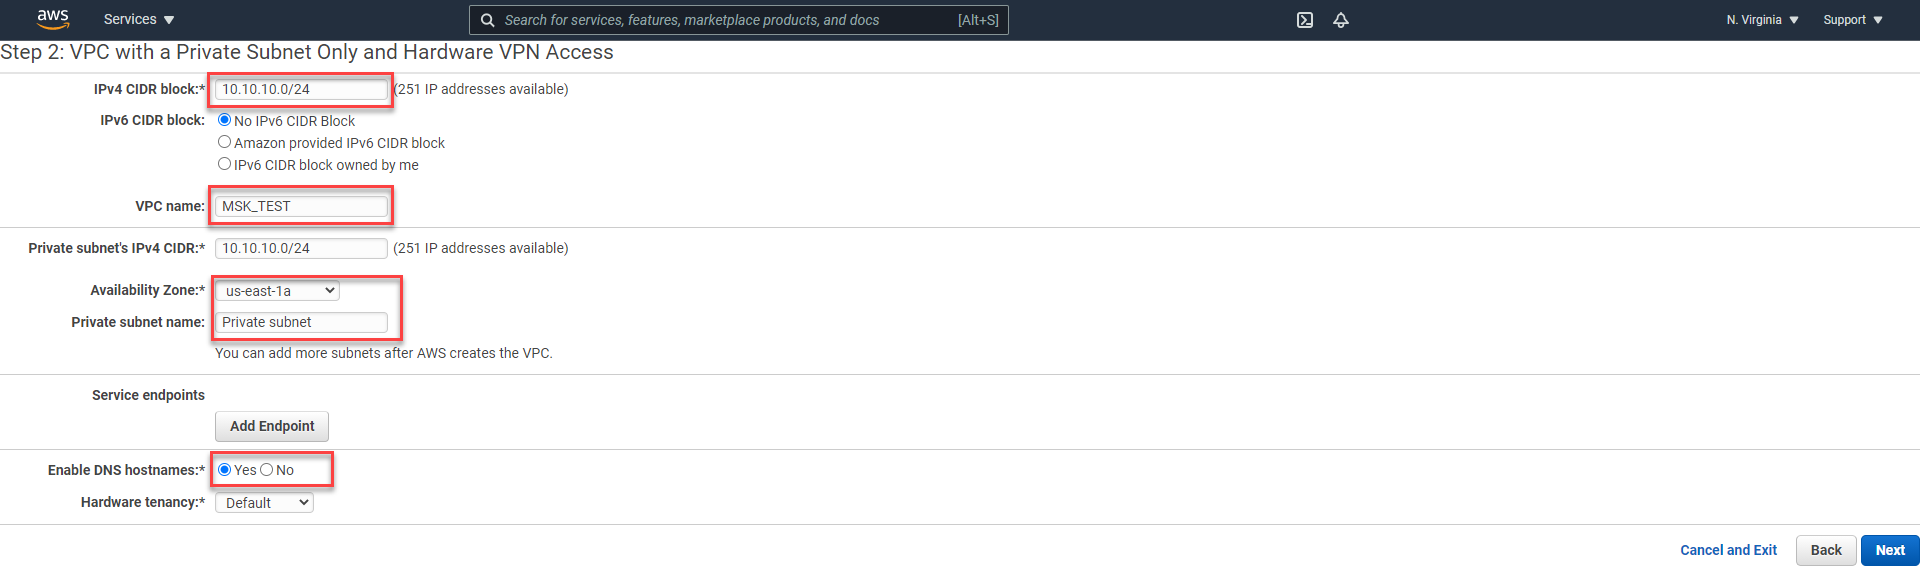 aws Services Search for services, features, marketplace products, and docs [Alt+S] N. Virginia Support
Step 2: VPC with a Private Subnet Only and Hardware VPN Access
IPv4 CIDR block:* 10.10.10.0/24 (251 IP addresses available)
IPv6 CIDR block: No IPv6 CIDR Block
Amazon provided IPv6 CIDR block
IPv6 CIDR block owned by me
VPC name: MSK_TEST
Private subnet's IPv4 CIDR:* 10.10.10.0/24 (251 IP addresses available)
Availability Zone:* us-east-1a
Private subnet name: Private subnet
You can add more subnets after AWS creates the VPC.
Service endpoints
Add Endpoint
Enable DNS hostnames:* Yes No
Hardware tenancy:* Default
Cancel and Exit Back Next